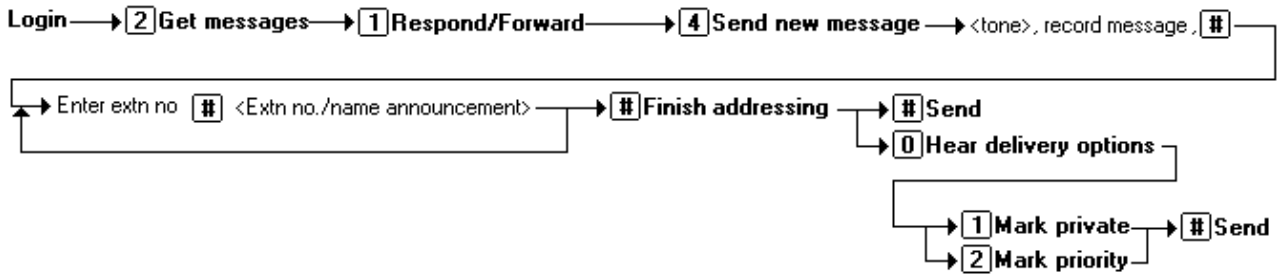 Login 2 Get messages 1 Respond/Forward 4 Send new message <tone>, record message, #
Enter extn no # <Extn no./name announcement> # Finish addressing # Send
0 Hear delivery options
1 Mark private # Send
2 Mark priority